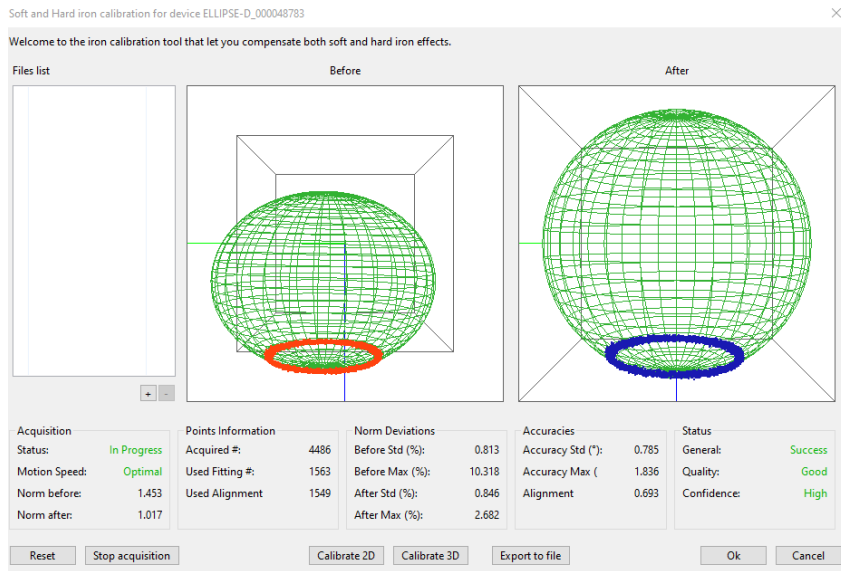 Soft and Hard iron calibration for device ELLIPSE-D_000048783
Welcome to the iron calibration tool that let you compensate both soft and hard iron effects.
Files list
Before
After
+ -
Acquisition
Status: In Progress
Motion Speed: Optimal
Norm before: 1.453
Norm after: 1.017
Points Information
Acquired #: 4486
Used Fitting #: 1563
Used Alignment 1549
Norm Deviations
Before Std (%): 0.813
Before Max (%): 10.318
After Std (%): 0.846
After Max (%): 2.682
Accuracies
Accuracy Std (°): 0.785
Accuracy Max ( 1.836
Alignment 0.693
Status
General: Success
Quality: Good
Confidence: High
Reset
Stop acquisition
Calibrate 2D
Calibrate 3D
Export to file
Ok
Cancel